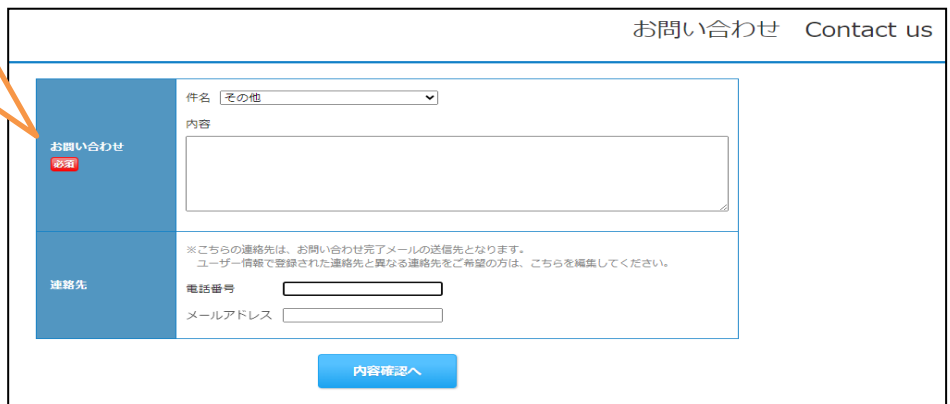 お問い合わせ Contact us
件名 その他
内容
お問い合わせ
必須
※こちらの連絡先は、お問い合わせ完了メールの送信先となります。
ユーザー情報で登録された連絡先と異なる連絡先をご希望の方は、こちらを編集してください。
連絡先
電話番号
メールアドレス
内容確認へ